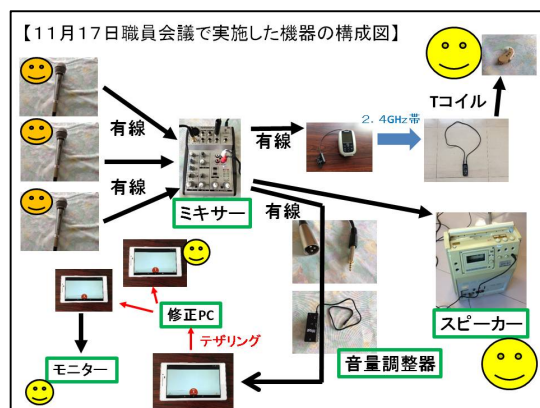 【11月17日職員会議で実施した機器の構成図】
有線
有線
有線
ミキサー
有線
2.4GHz帯
Tコイル
有線
スピーカー
音量調整器
修正PC
テザリング
モニター